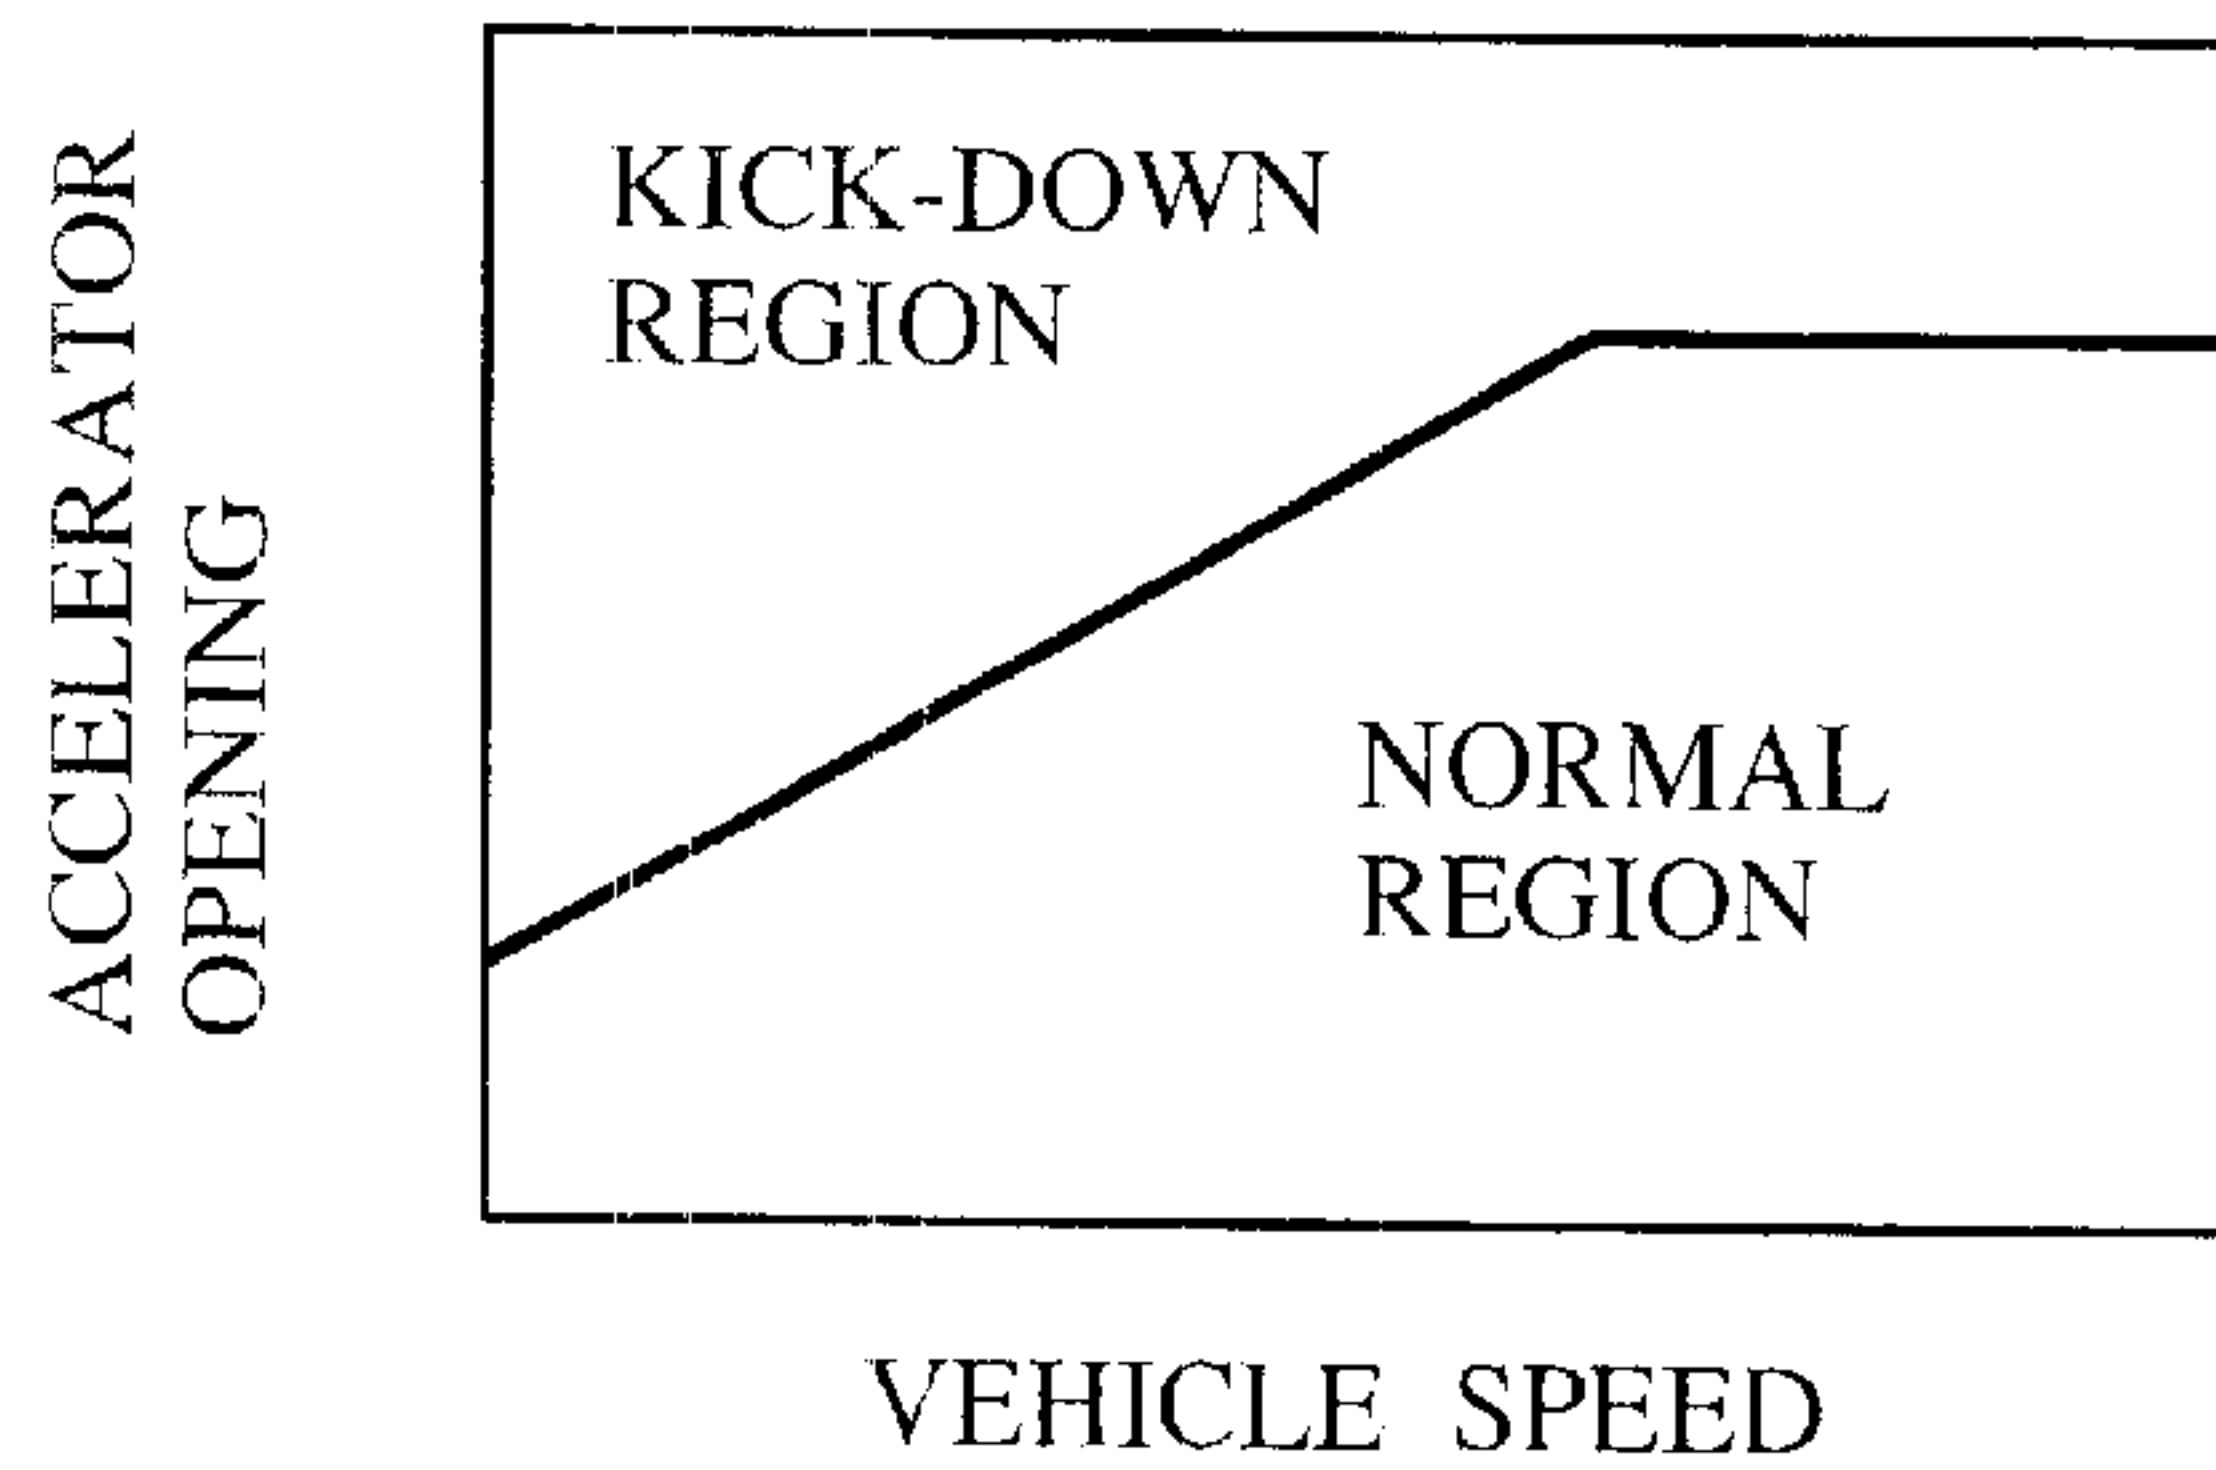 ACCELERATOR
OPENING
KICK-DOWN
REGION
NORMAL
REGION
VEHICLE SPEED